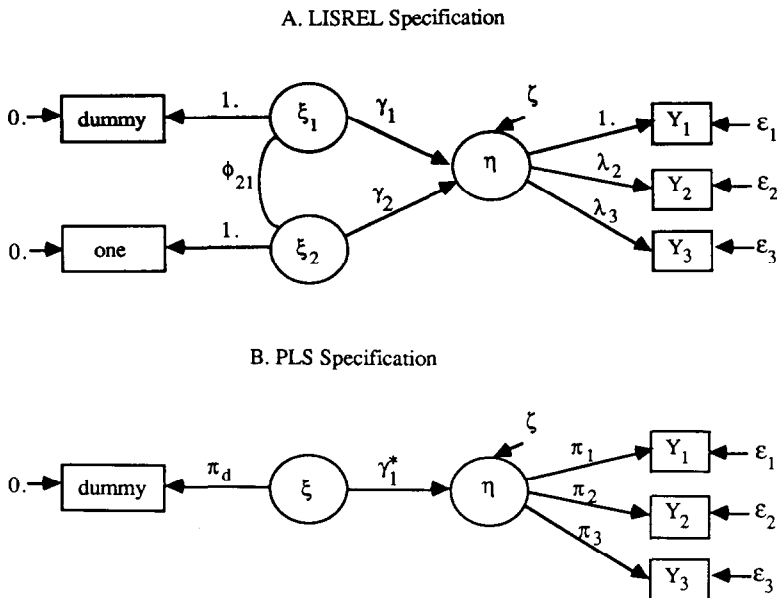 A. LISREL Specification
0. dummy 1. ξ₁ γ₁ ζ 1. Y₁ ε₁
ϕ₂₁ η λ₂ Y₂ ε₂
0. one 1. ξ₂ γ₂ λ₃ Y₃ ε₃
B. PLS Specification
0. dummy π_d ξ γ₁* η ζ π₁ Y₁ ε₁
π₂ Y₂ ε₂
π₃ Y₃ ε₃